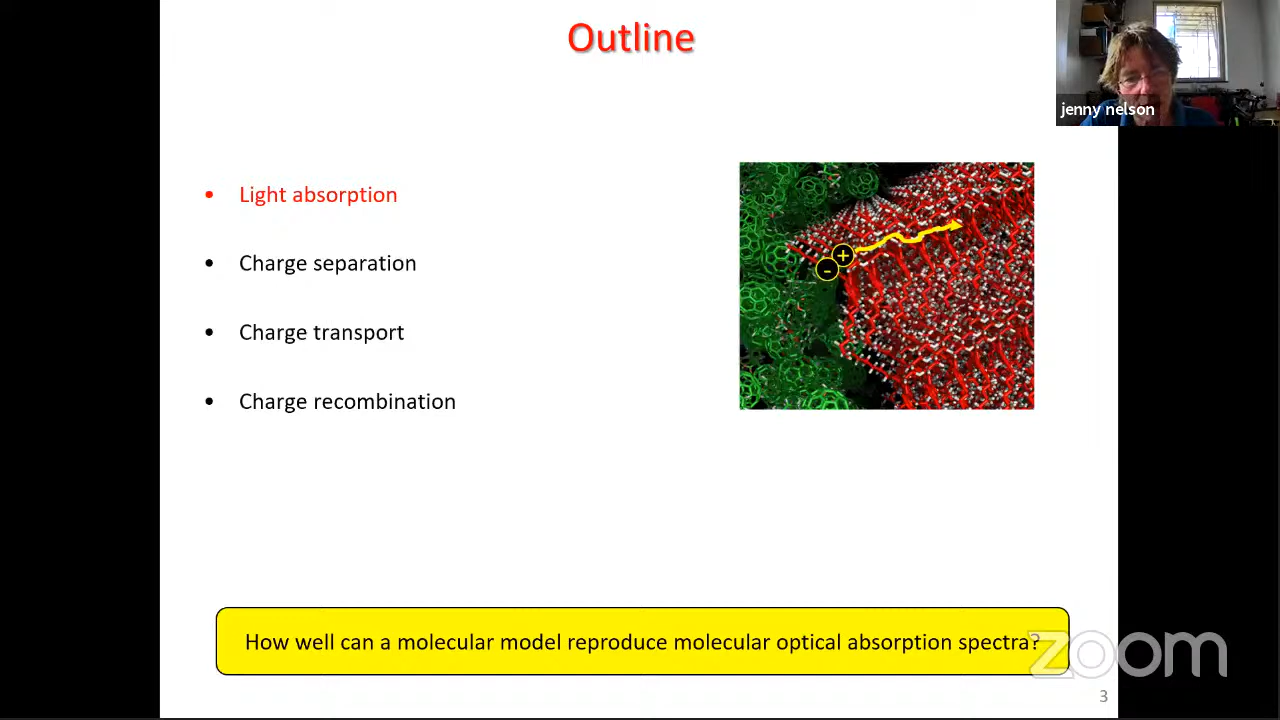 Outline
jenny nelson
• Light absorption
• Charge separation
+
-
• Charge transport
• Charge recombination
How well can a molecular model reproduce molecular optical absorption spectra?
zoom
3